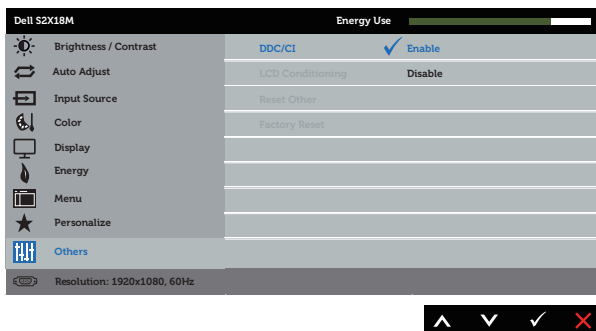 Dell S2X18M Energy Use
Brightness / Contrast DDC/CI Enable
Auto Adjust LCD Conditioning Disable
Input Source Reset Other
Color Factory Reset
Display
Energy
Menu
Personalize
Others
Resolution: 1920x1080, 60Hz